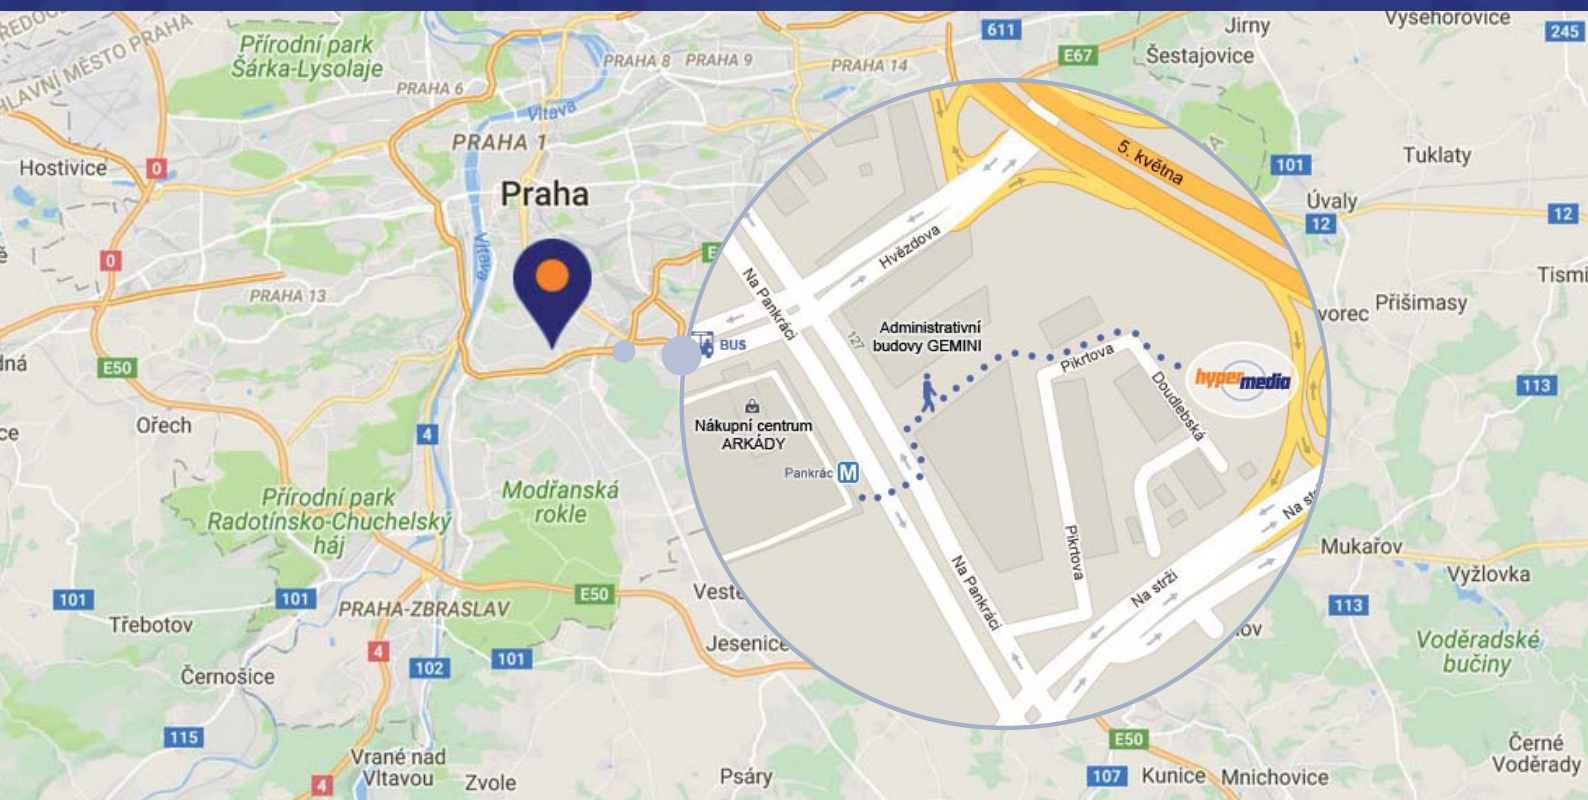 HLAVNÍ MĚSTO PRAHA
Přírodní park
Šárka-Lysolaje
PRAHA 6
PRAHA 8
PRAHA 9
PRAHA 14
611
E67
Jirny
Šestajovice
Vyšehořovice
245
Vltava
PRAHA 1
Praha
Hostivice
0
0
PRAHA 13
Vltava
E50
Ořech
4
101
Tuklaty
Úvaly
12
12
Tismi
vorec
Přišimasy
113
5. května
Hvězdova
Na Pankráci
127
BUS
Administrativní
budovy GEMINI
Pikrtova
Doudlebská
hypermedia
Nákupní centrum
ARKÁDY
Pankrác
M
Pikrtova
Na Pankráci
Na strži
Na str
Přírodní park
Radotínsko-Chuchelský
háj
Modřanská
rokle
101
101
Třebotov
PRAHA-ZBRASLAV
E50
Veste
Jesenice
4
102
101
Černošice
115
Vrané nad
Vltavou
4
Zvole
Psáry
Mukařov
Vyžlovka
113
ov
Voděradské
bučiny
E50
107
Kunice
Mnichovice
Černé
Voděrady